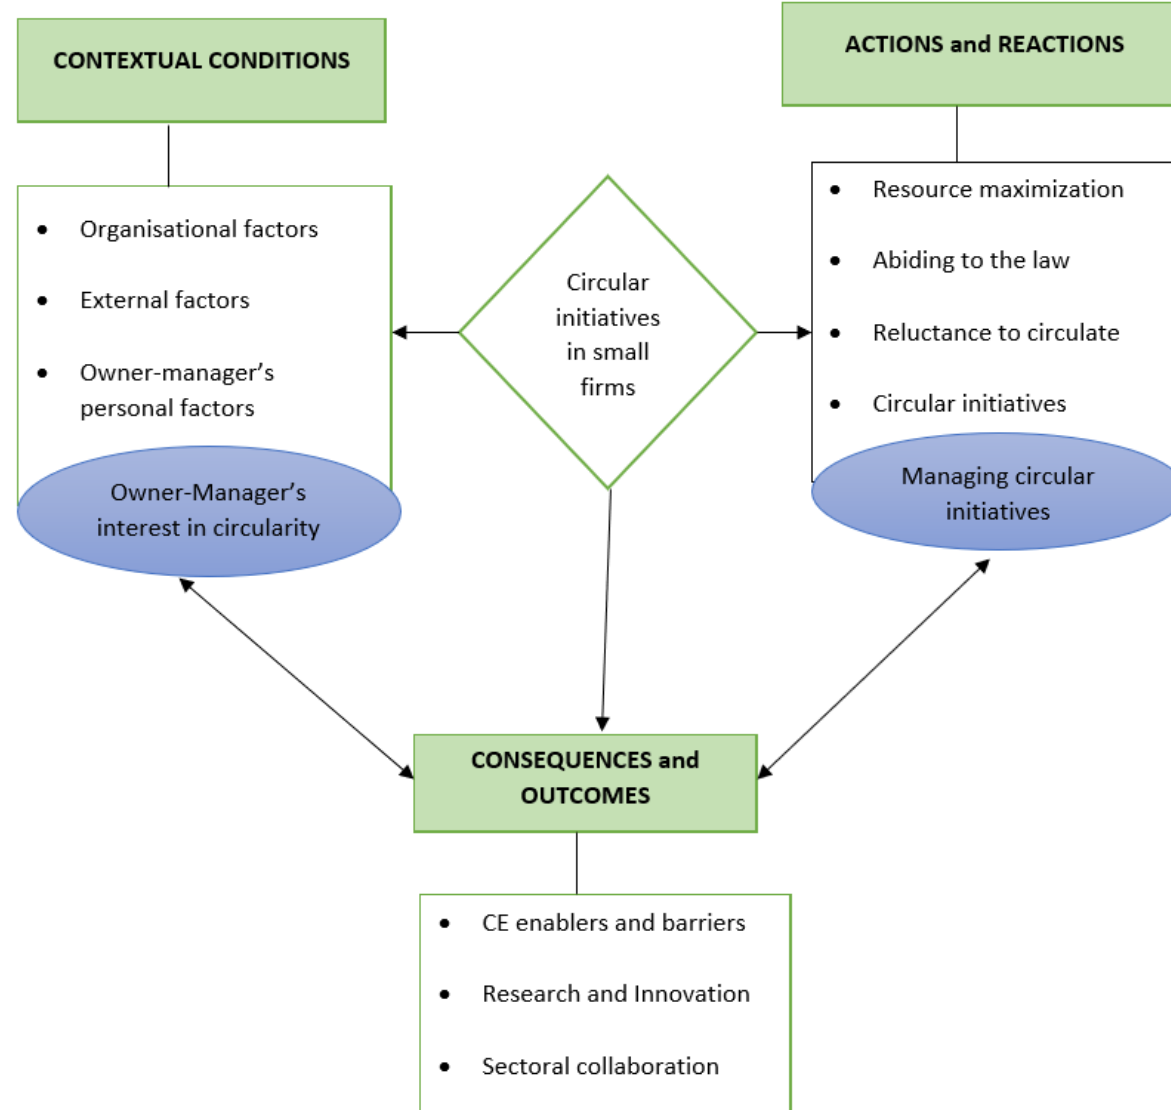 CONTEXTUAL CONDITIONS
ACTIONS and REACTIONS
• Organisational factors
• External factors
• Owner-manager’s
personal factors
Owner-Manager’s
interest in circularity
Circular
initiatives
in small
firms
• Resource maximization
• Abiding to the law
• Reluctance to circulate
• Circular initiatives
Managing circular
initiatives
CONSEQUENCES and
OUTCOMES
• CE enablers and barriers
• Research and Innovation
• Sectoral collaboration